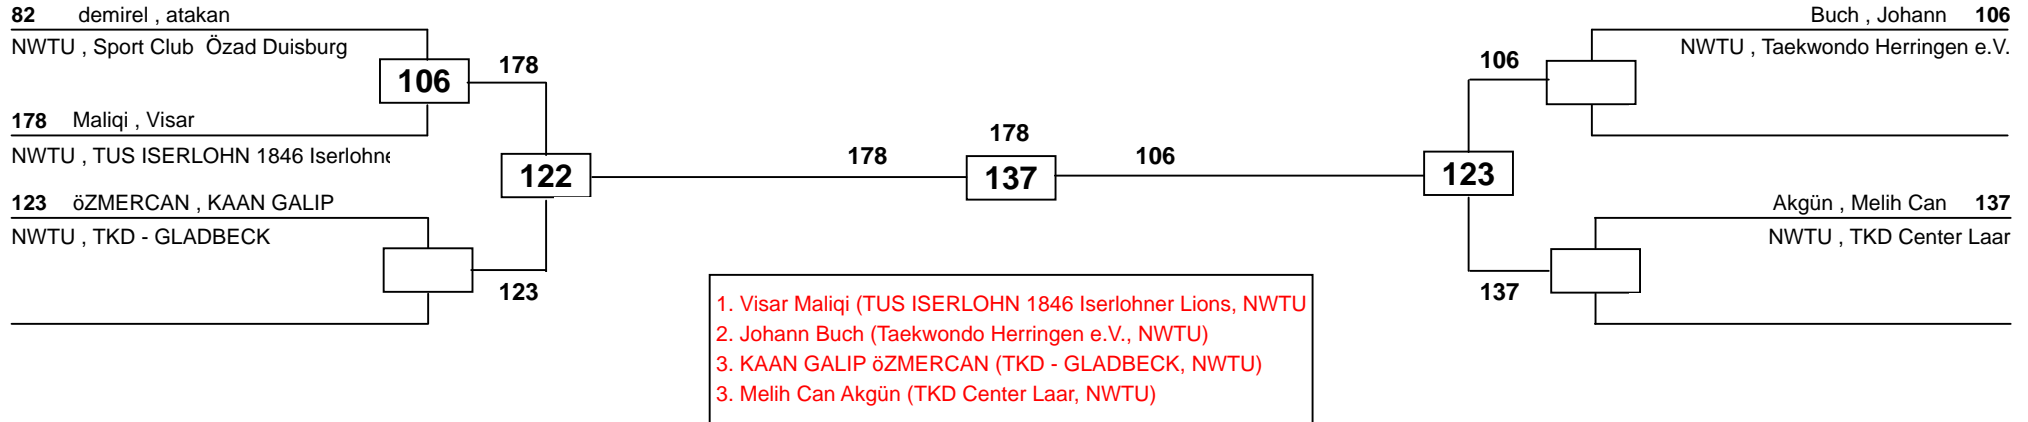 82 demirel , atakan
NWTU , Sport Club Özad Duisburg
106
178
178 Maliqi , Visar
NWTU , TUS ISERLOHN 1846 Iserlohne
122
123 öZMERCAN , KAAN GALIP
NWTU , TKD - GLADBECK
123
178
178
137
106
Buch , Johann 106
NWTU , Taekwondo Herringen e.V.
106
123
Akgün , Melih Can 137
NWTU , TKD Center Laar
137
1. Visar Maliqi (TUS ISERLOHN 1846 Iserlohner Lions, NWTU
2. Johann Buch (Taekwondo Herringen e.V., NWTU)
3. KAAN GALIP öZMERCAN (TKD - GLADBECK, NWTU)
3. Melih Can Akgün (TKD Center Laar, NWTU)